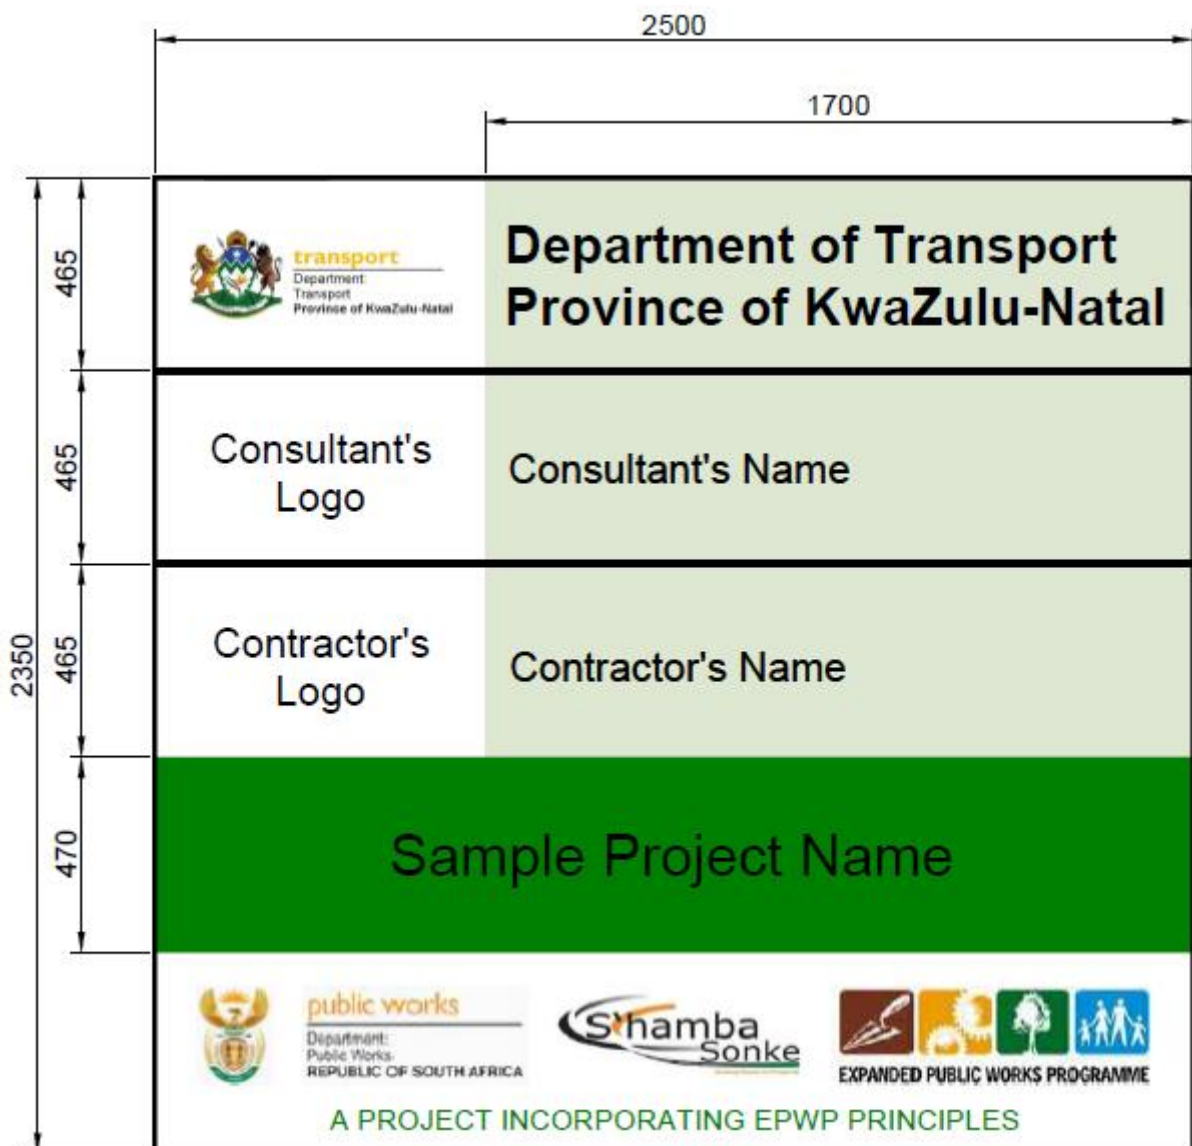 2500
1700
465
transport
Department:
Transport
Province of KwaZulu-Natal
Department of Transport
Province of KwaZulu-Natal
465
Consultant's
Logo
Consultant's Name
2350
465
Contractor's
Logo
Contractor's Name
470
Sample Project Name
public works
Department:
Public Works
REPUBLIC OF SOUTH AFRICA
S'hamba
Sonke
EXPANDED PUBLIC WORKS PROGRAMME
A PROJECT INCORPORATING EPWP PRINCIPLES